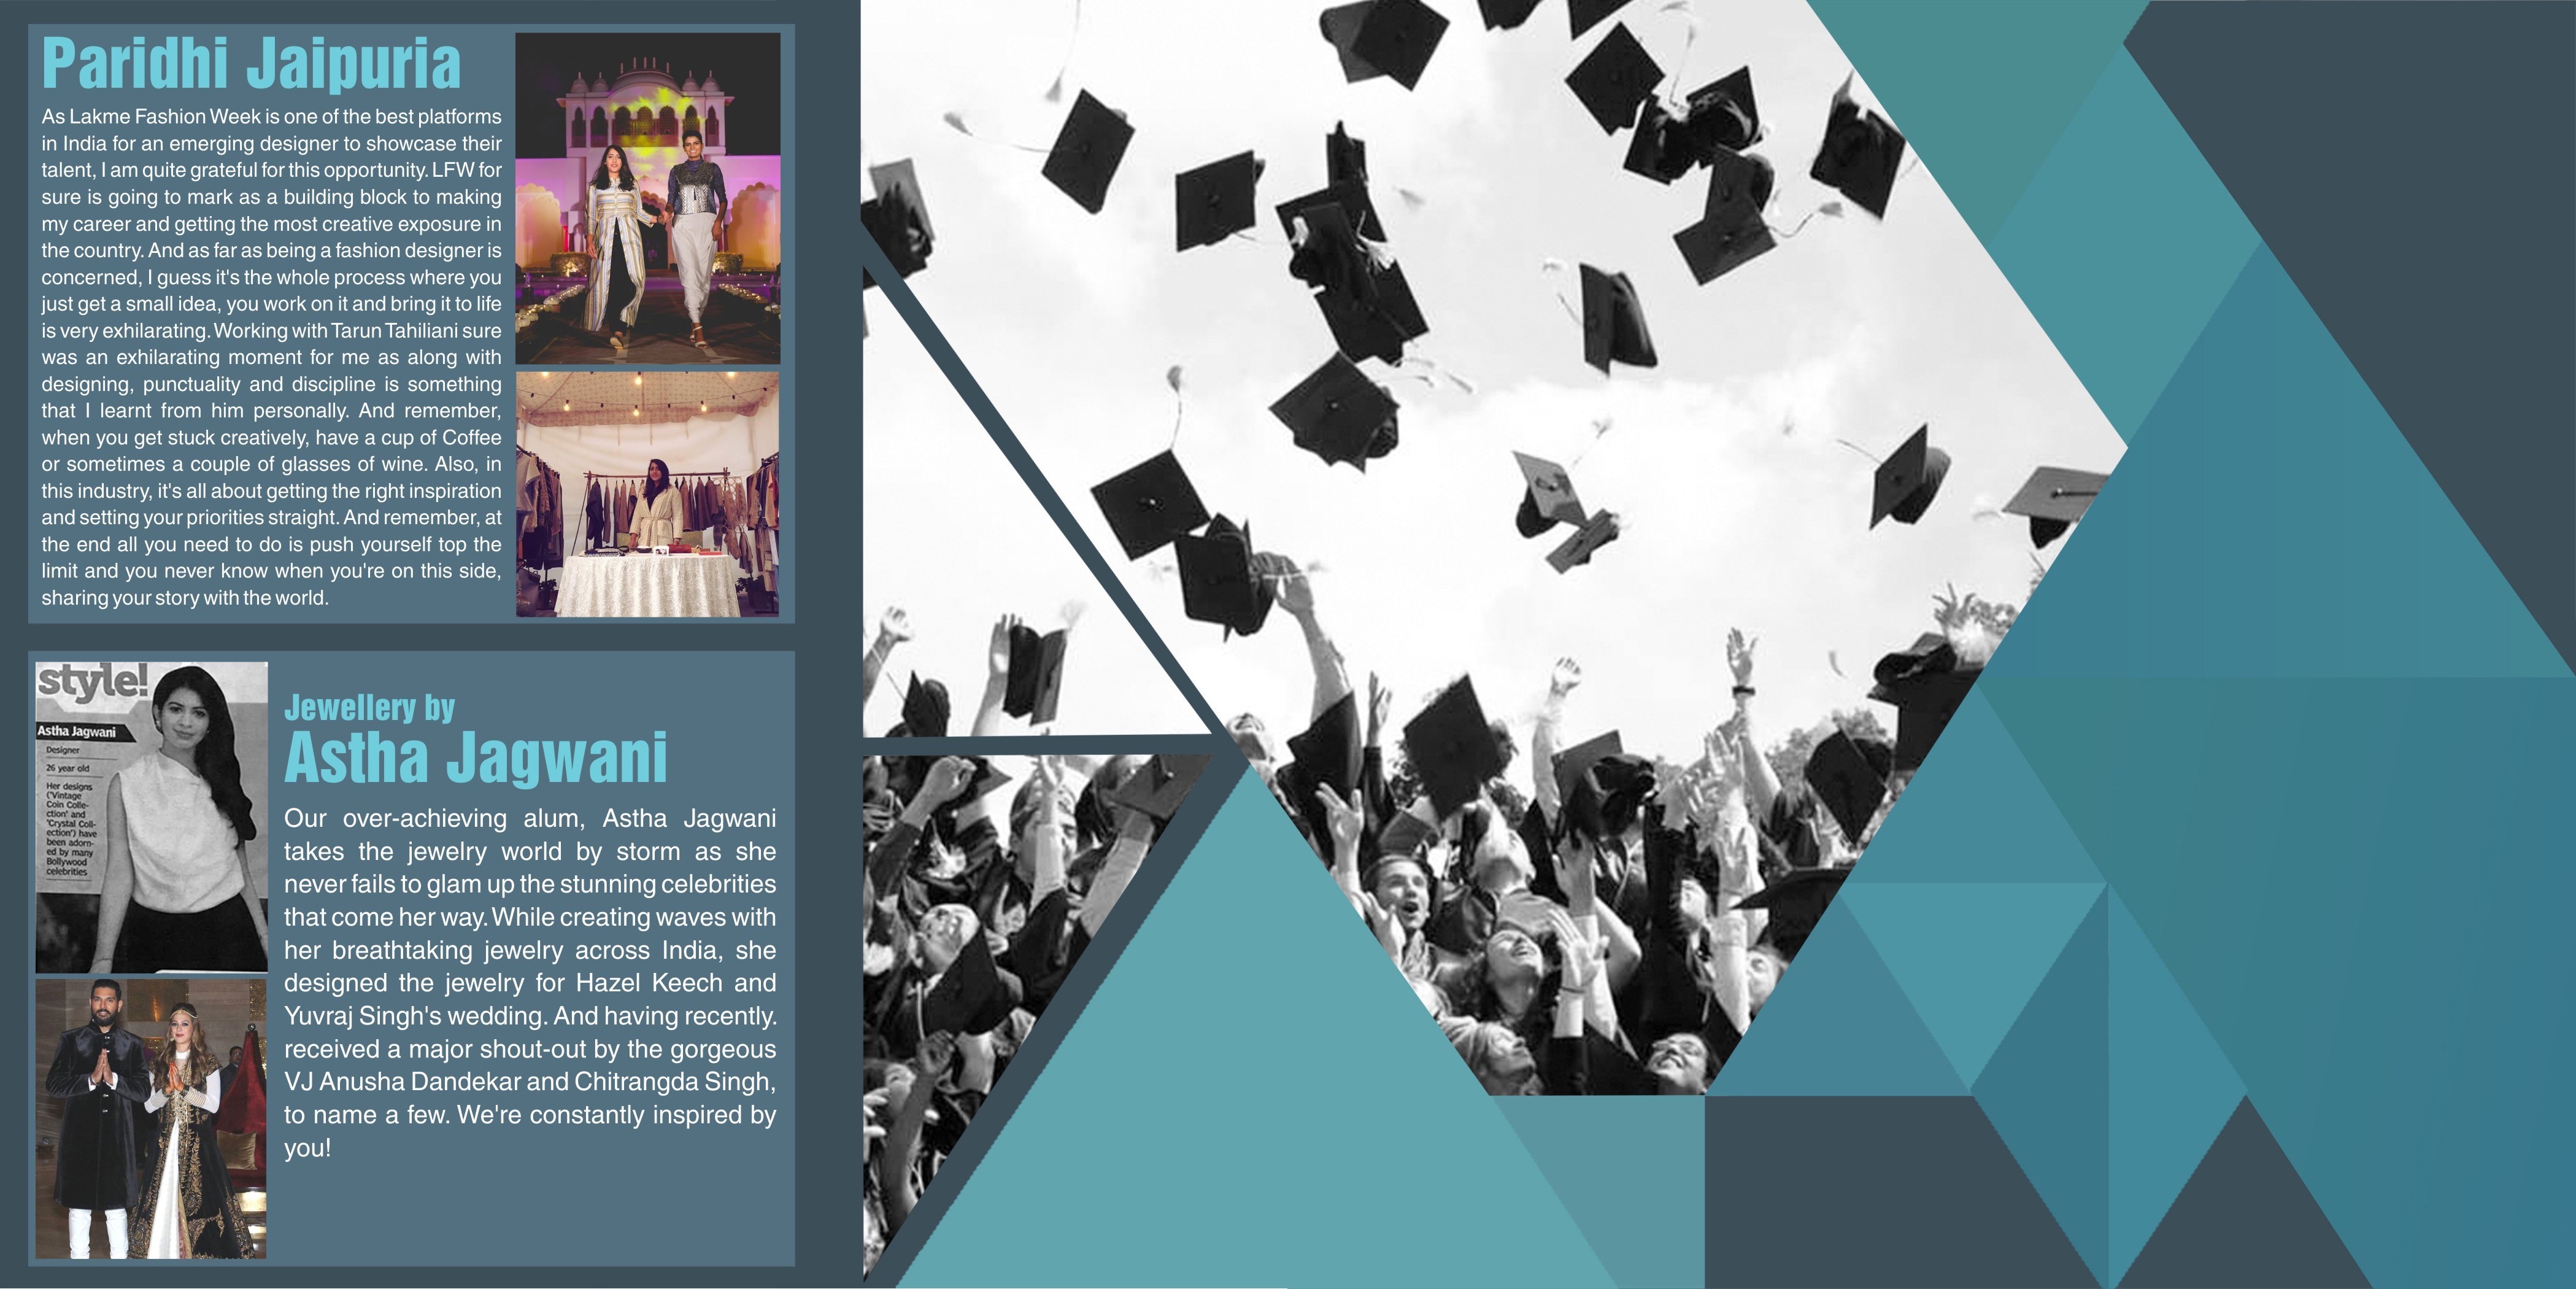 Paridhi Jaipuria
As Lakme Fashion Week is one of the best platforms
in India for an emerging designer to showcase their
talent, I am quite grateful for this opportunity. LFW for
sure is going to mark as a building block to making
my career and getting the most creative exposure in
the country. And as far as being a fashion designer is
concerned, I guess it's the whole process where you
just get a small idea, you work on it and bring it to life
is very exhilarating. Working with Tarun Tahiliani sure
was an exhilarating moment for me as along with
designing, punctuality and discipline is something
that I learnt from him personally. And remember,
when you get stuck creatively, have a cup of Coffee
or sometimes a couple of glasses of wine. Also, in
this industry, it's all about getting the right inspiration
and setting your priorities straight. And remember, at
the end all you need to do is push yourself top the
limit and you never know when you're on this side,
sharing your story with the world.
style!
Astha Jagwani
Designer
26 year old
Her designs
('Vintage
Coin Colle-
ction' and
'Crystal Coll-
ection') have
been adorn-
ed by many
Bollywood
celebrities
Jewellery by
Astha Jagwani
Our over-achieving alum, Astha Jagwani
takes the jewelry world by storm as she
never fails to glam up the stunning celebrities
that come her way. While creating waves with
her breathtaking jewelry across India, she
designed the jewelry for Hazel Keech and
Yuvraj Singh's wedding. And having recently.
received a major shout-out by the gorgeous
VJ Anusha Dandekar and Chitrangda Singh,
to name a few. We're constantly inspired by
you!